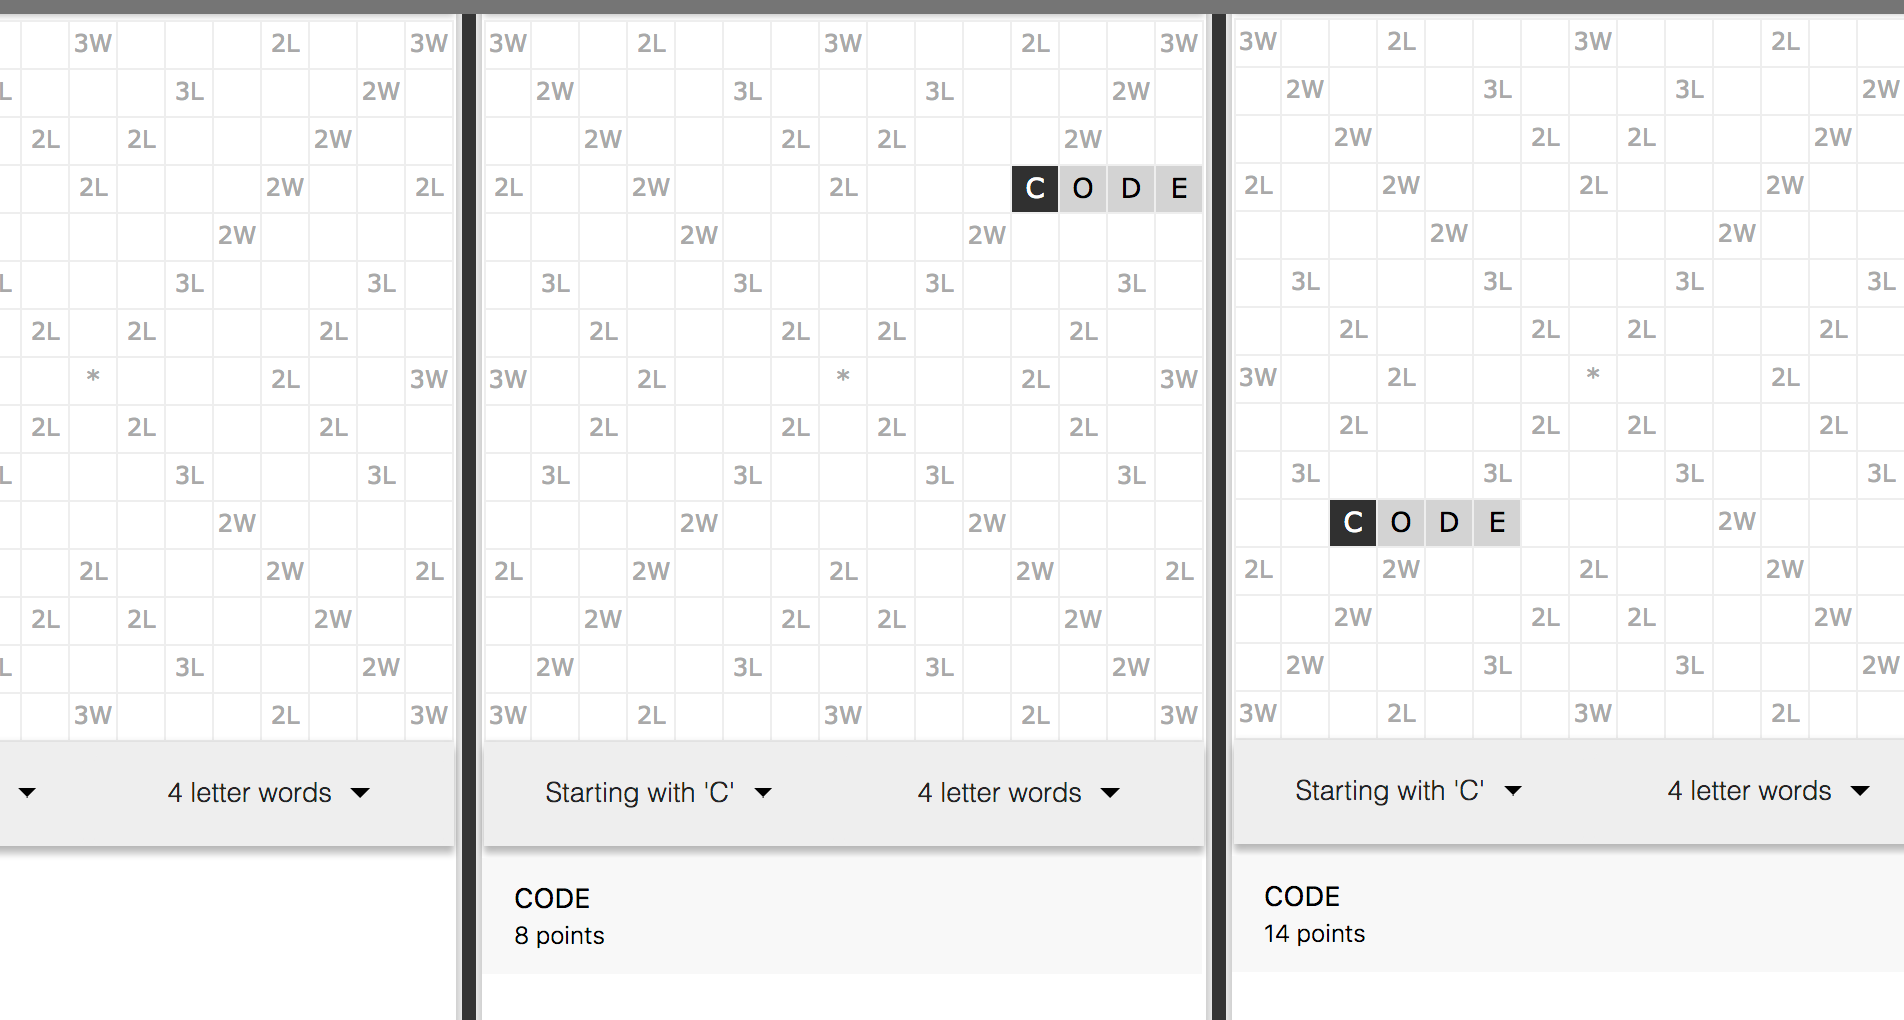 3W 2L 3W
L 3L 2W
2L 2L 2W
2L 2W 2L
2W
L 3L 3L
2L 2L 2L
* 2L 3W
2L 2L 2L
L 3L 3L
2W
2L 2W 2L
2L 2L 2W
L 3L 2W
3W 2L 3W
4 letter words
3W 2L 3W 2L 3W
2W 3L 3L 2W
2W 2L 2L 2W
2L 2W 2L C O D E
2W 2W
3L 3L 3L 3L
2L 2L 2L 2L
3W 2L * 2L 3W
2L 2L 2L 2L
3L 3L 3L 3L
2W 2W
2L 2W 2L 2W 2L
2W 2L 2L 2W
2W 3L 3L 2W
3W 2L 3W 2L 3W
Starting with 'C' 4 letter words
CODE
8 points
3W 2L 3W 2L
2W 3L 3L 2W
2W 2L 2L 2W
2L 2W 2L 2W
2W 2W
3L 3L 3L 3L
2L 2L 2L 2L
3W 2L * 2L
2L 2L 2L 2L
3L 3L 3L 3L
C O D E 2W
2L 2W 2L 2W
2W 2L 2L 2W
2W 3L 3L 2W
3W 2L 3W 2L
Starting with 'C' 4 letter words
CODE
14 points